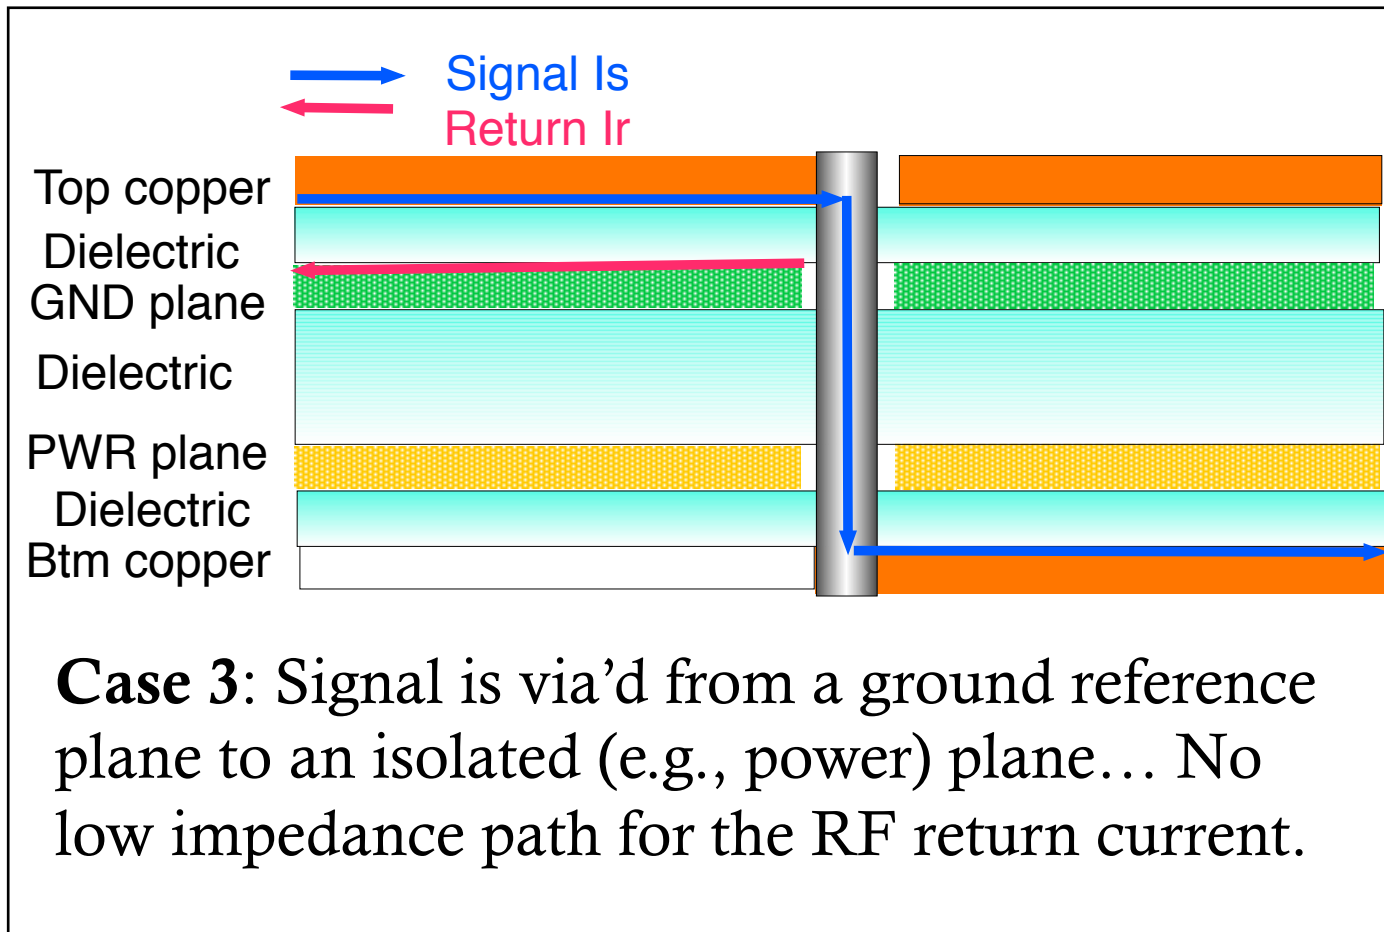 Signal Is
Return Ir
Top copper
Dielectric
GND plane
Dielectric
PWR plane
Dielectric
Btm copper
Case 3: Signal is via’d from a ground reference
plane to an isolated (e.g., power) plane… No
low impedance path for the RF return current.